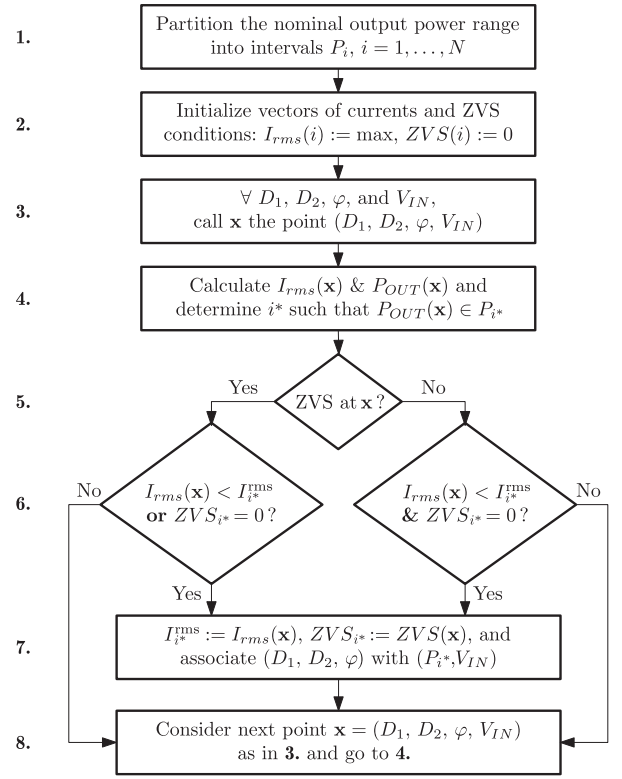 1.
Partition the nominal output power range
into intervals P_i, i = 1, . . . , N
2.
Initialize vectors of currents and ZVS
conditions: I_rms(i) := max, ZVS(i) := 0
3.
∀ D_1, D_2, φ, and V_IN,
call x the point (D_1, D_2, φ, V_IN)
4.
Calculate I_rms(x) & P_OUT(x) and
determine i* such that P_OUT(x) ∈ P_i*
5.
Yes
ZVS at x ?
No
6.
No
I_rms(x) < I_i*^rms
or ZVS_i* = 0 ?
Yes
I_rms(x) < I_i*^rms
& ZVS_i* = 0 ?
No
Yes
7.
I_i*^rms := I_rms(x), ZVS_i* := ZVS(x), and
associate (D_1, D_2, φ) with (P_i*,V_IN)
8.
Consider next point x = (D_1, D_2, φ, V_IN)
as in 3. and go to 4.